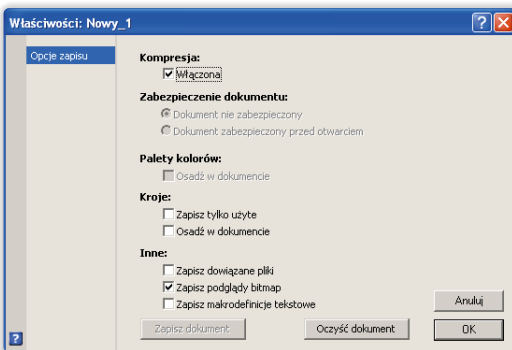 Właściwości: Nowy_1
Opcje zapisu
Kompresja:
Włączona
Zabezpieczenie dokumentu:
Dokument nie zabezpieczony
Dokument zabezpieczony przed otwarciem
Palety kolorów:
Osadź w dokumencie
Kroje:
Zapisz tylko użyte
Osadź w dokumencie
Inne:
Zapisz dowiązane pliki
Zapisz podglądy bitmap
Zapisz makrodefinicje tekstowe
Anuluj
Zapisz dokument
Oczyść dokument
OK